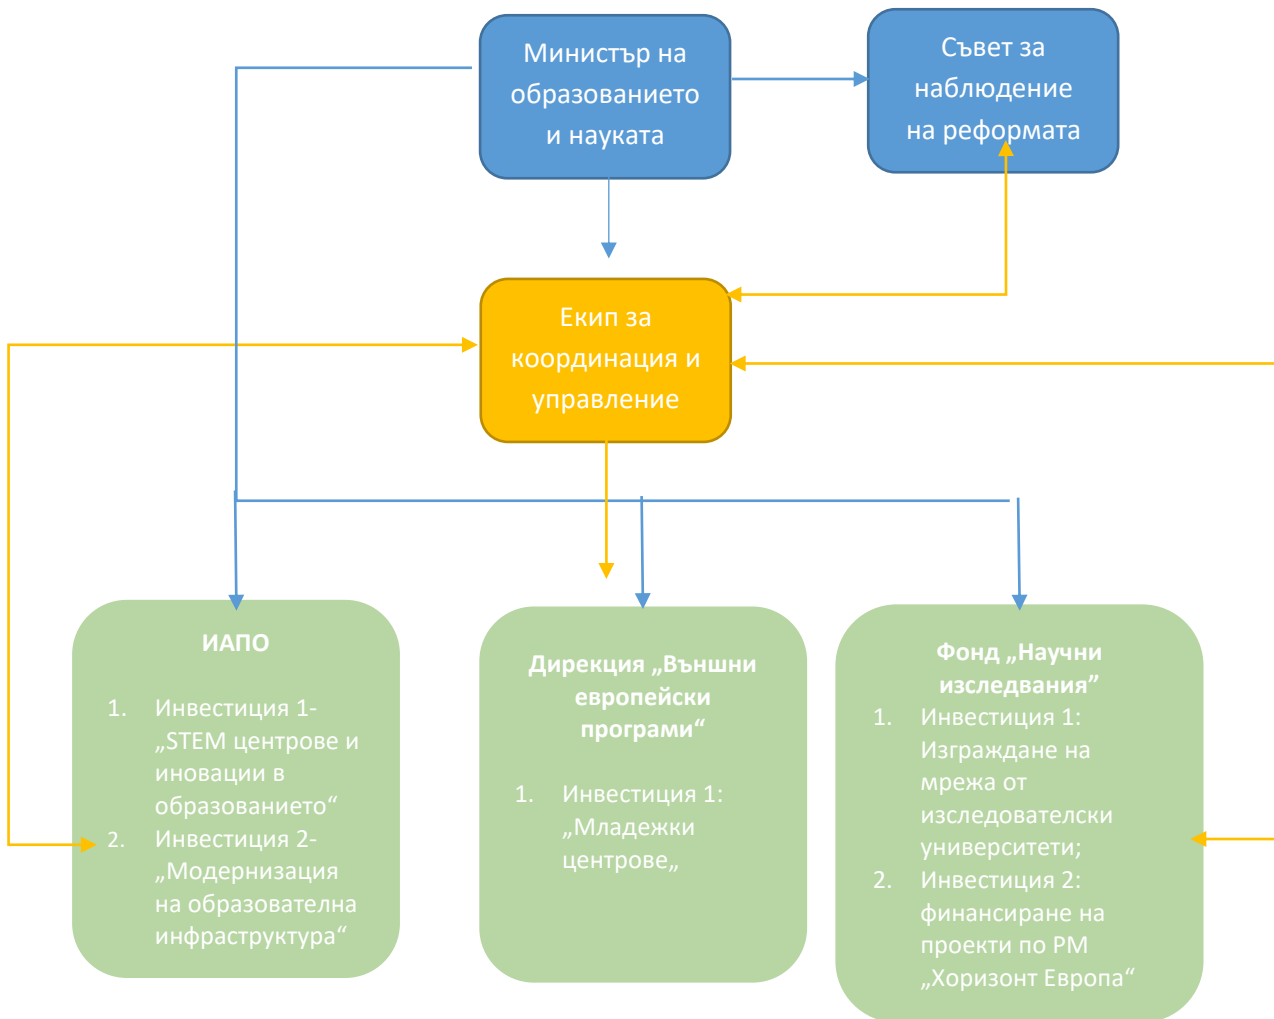 Министър на
образованието
и науката
Съвет за
наблюдение
на реформата
Екип за
координация и
управление
ИАПО
1. Инвестиция 1-
„STEM центрове и
иновации в
образованието“
2. Инвестиция 2-
„Модернизация
на образователна
инфраструктура“
Дирекция „Външни
европейски
програми“
1. Инвестиция 1:
„Младежки
центрове„
Фонд „Научни
изследвания”
1. Инвестиция 1:
Изграждане на
мрежа от
изследователски
университети;
2. Инвестиция 2:
финансиране на
проекти по РМ
„Хоризонт Европа“